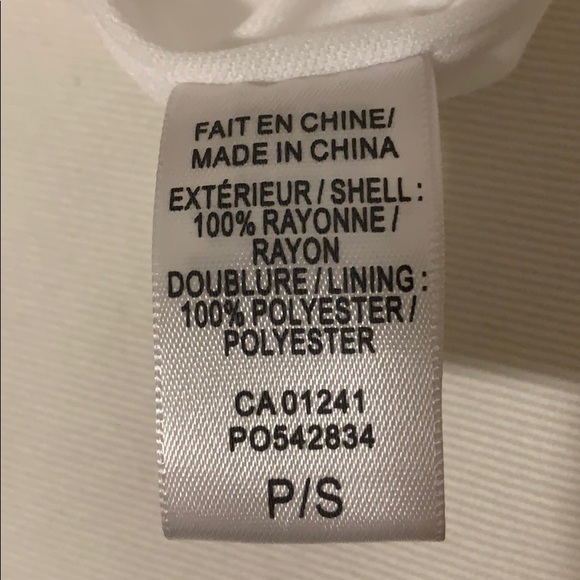 FAIT EN CHINE/
MADE IN CHINA
EXTÉRIEUR / SHELL :
100% RAYONNE /
RAYON
DOUBLURE / LINING :
100% POLYESTER /
POLYESTER
CA 01241
PO542834
P/S